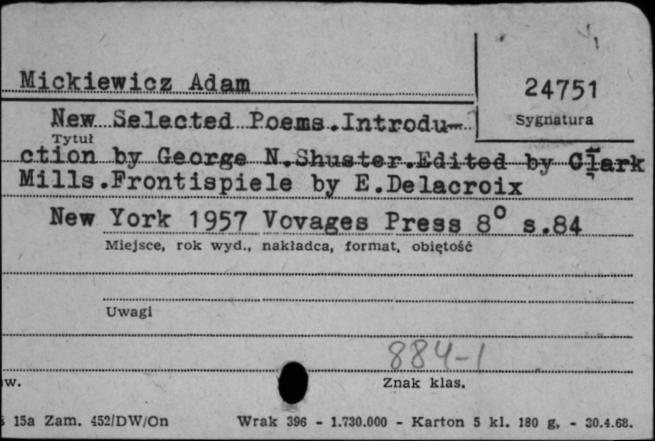 Mickiewicz Adam
24751
Sygnatura
New Selected Poems.Introdu-
Tytuł
ction by George N.Shuster.Edited by Clark
Mills.Frontispiele by E.Delacroix
New York 1957 Vovages Press 8° s.84
Miejsce, rok wyd., nakładca, format, objętość
Uwagi
884-1
Znak klas.
w.
15a Zam. 452/DW/On Wrak 396 - 1.730.000 - Karton 5 kl. 180 g. - 30.4.68.